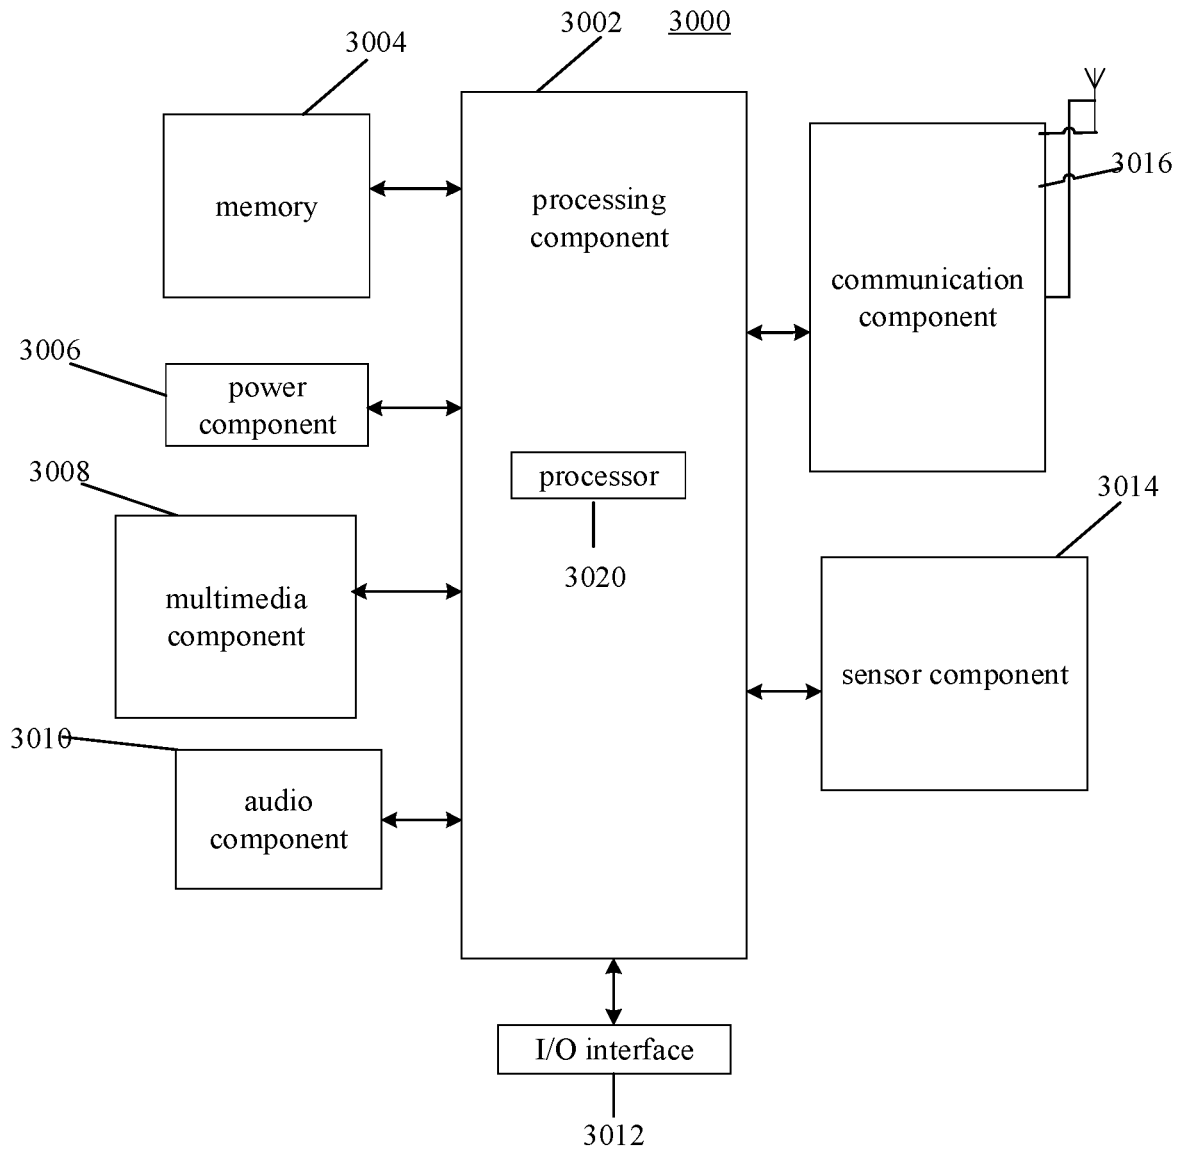 3002
3000
3004
memory
processing
component
3016
communication
component
3006
power
component
3008
processor
3020
3014
multimedia
component
sensor component
3010
audio
component
I/O interface
3012